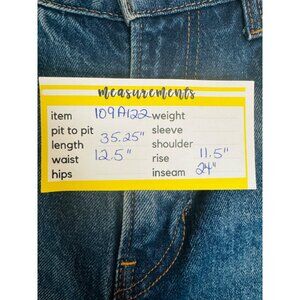 measurements
item 109A122 weight
pit to pit sleeve
length 35.25" shoulder
waist 12.5" rise 11.5"
hips inseam 24"